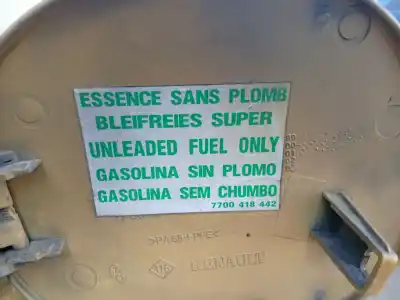 ESSENCE SANS PLOMB
BLEIFREIES SUPER
UNLEADED FUEL ONLY
GASOLINA SIN PLOMO
GASOLINA SEM CHUMBO
7700 418 442
RENAULT